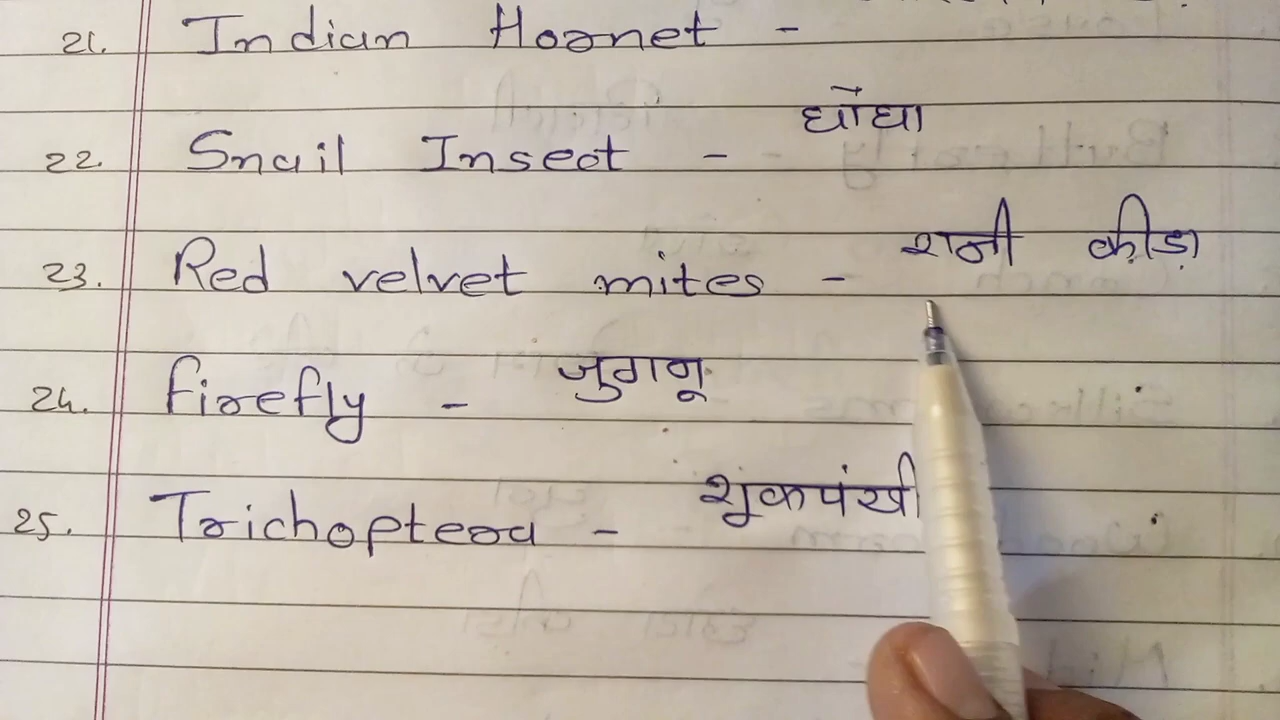 21. Indian Hornet -
22. Snail Insect - घोंघा
23. Red velvet mites - रानी कीड़ा
24. Firefly - जुगनू
25. Trichoptera - शूकपंखी